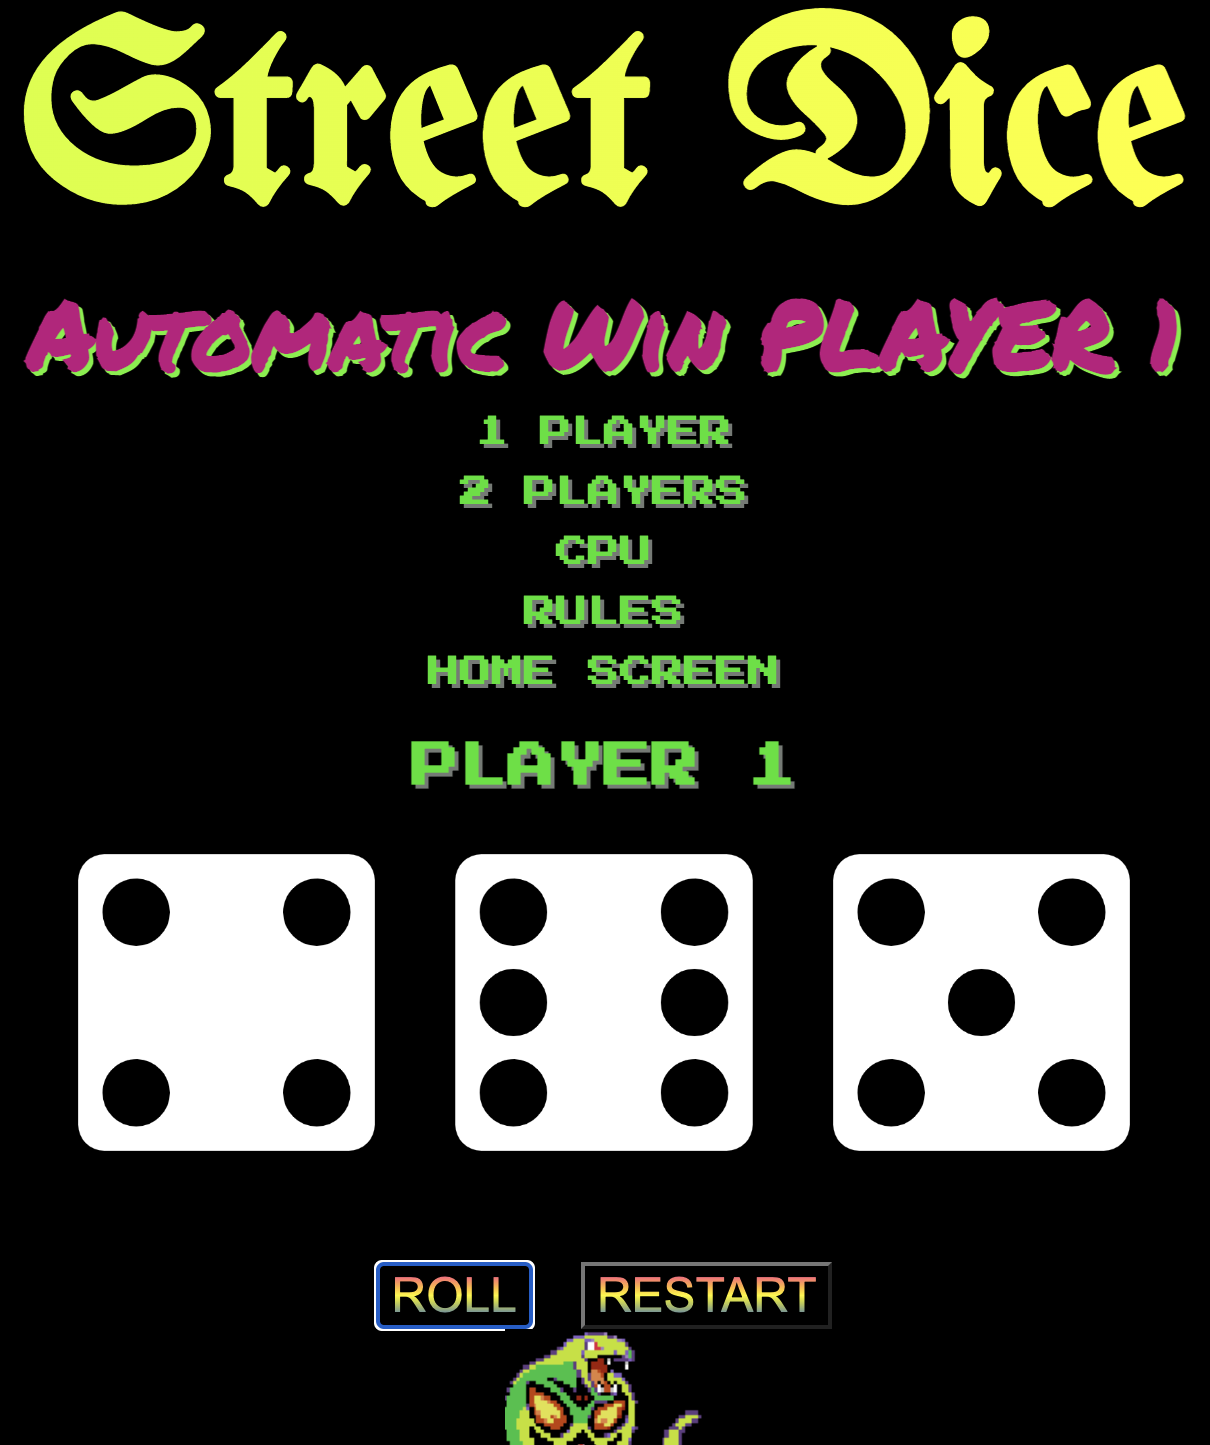 Street Dice
Automatic Win PLAYER 1
1 PLAYER
2 PLAYERS
CPU
RULES
HOME SCREEN
PLAYER 1
ROLL RESTART